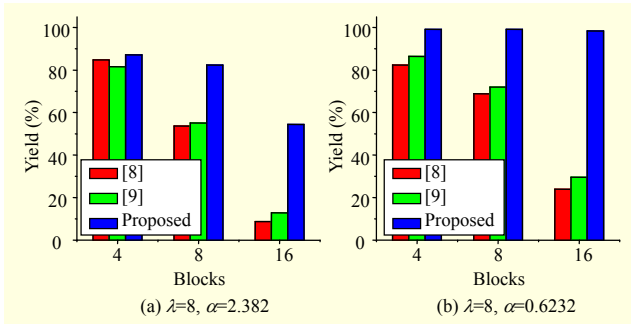 100
80
60
40
20
0
Yield (%)
[8]
[9]
Proposed
4
8
16
Blocks
(a) λ=8, α=2.382
100
80
60
40
20
0
Yield (%)
[8]
[9]
Proposed
4
8
16
Blocks
(b) λ=8, α=0.6232